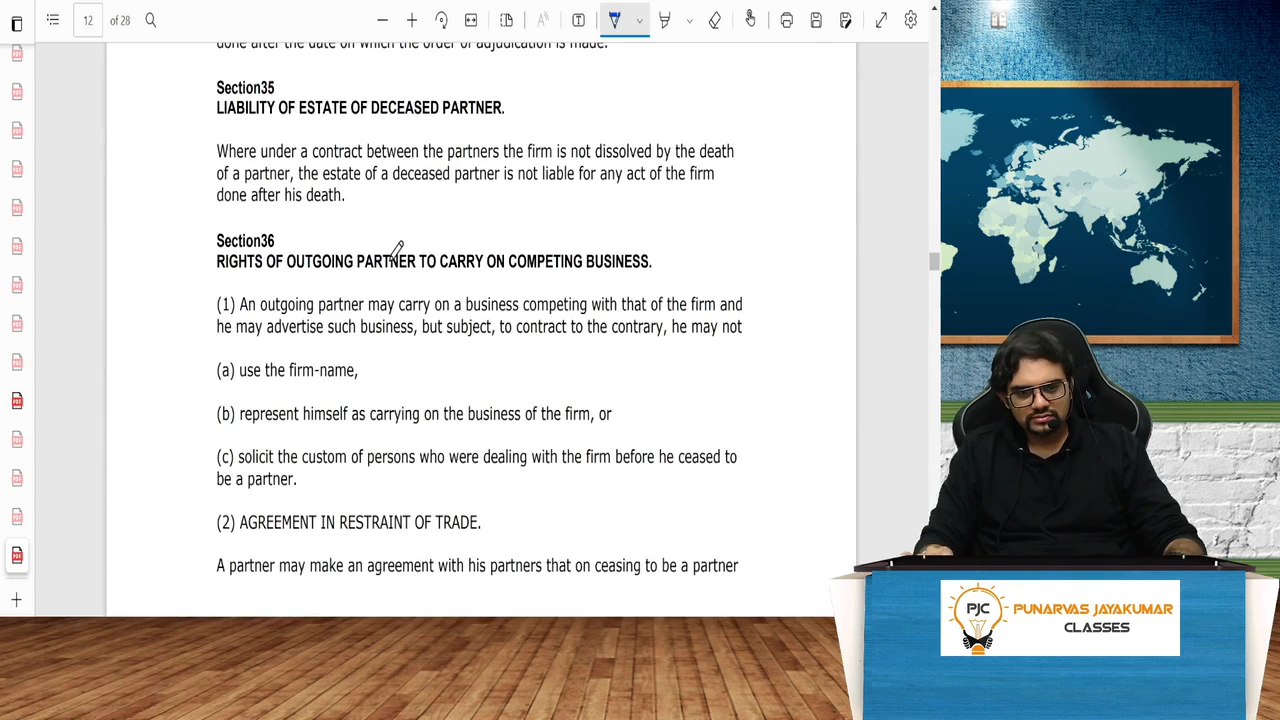 12 of 28
done after the date on which the order of adjudication is made.
Section35
LIABILITY OF ESTATE OF DECEASED PARTNER.
Where under a contract between the partners the firm is not dissolved by the death
of a partner, the estate of a deceased partner is not liable for any act of the firm
done after his death.
Section36
RIGHTS OF OUTGOING PARTNER TO CARRY ON COMPETING BUSINESS.
(1) An outgoing partner may carry on a business competing with that of the firm and
he may advertise such business, but subject, to contract to the contrary, he may not
(a) use the firm-name,
(b) represent himself as carrying on the business of the firm, or
(c) solicit the custom of persons who were dealing with the firm before he ceased to
be a partner.
(2) AGREEMENT IN RESTRAINT OF TRADE.
A partner may make an agreement with his partners that on ceasing to be a partner
PJC
PUNARVAS JAYAKUMAR
CLASSES